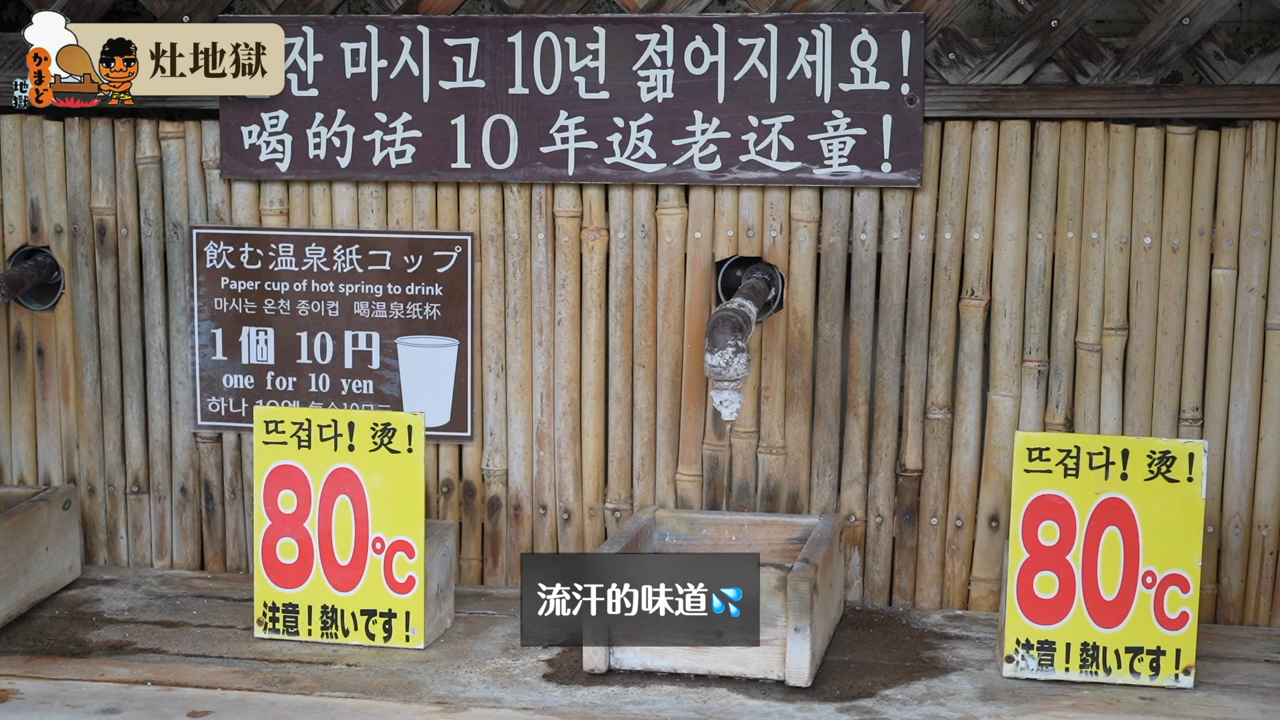 かまど
地獄
灶地獄
잔 마시고 10년 젊어지세요!
喝的话 10 年返老还童!
飲む温泉紙コップ
Paper cup of hot spring to drink
마시는 온천 종이컵 喝温泉纸杯
1個 10円
one for 10 yen
하나
뜨겁다! 烫!
80℃
注意!熱いです!
流汗的味道💦
뜨겁다! 烫!
80℃
注意!熱いです!